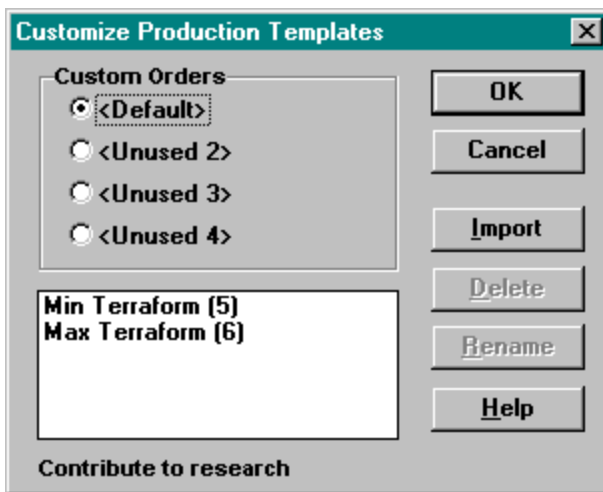 Customize Production Templates
Custom Orders
<Default>
<Unused 2>
<Unused 3>
<Unused 4>
OK
Cancel
Import
Delete
Rename
Help
Min Terraform (5)
Max Terraform (6)
Contribute to research